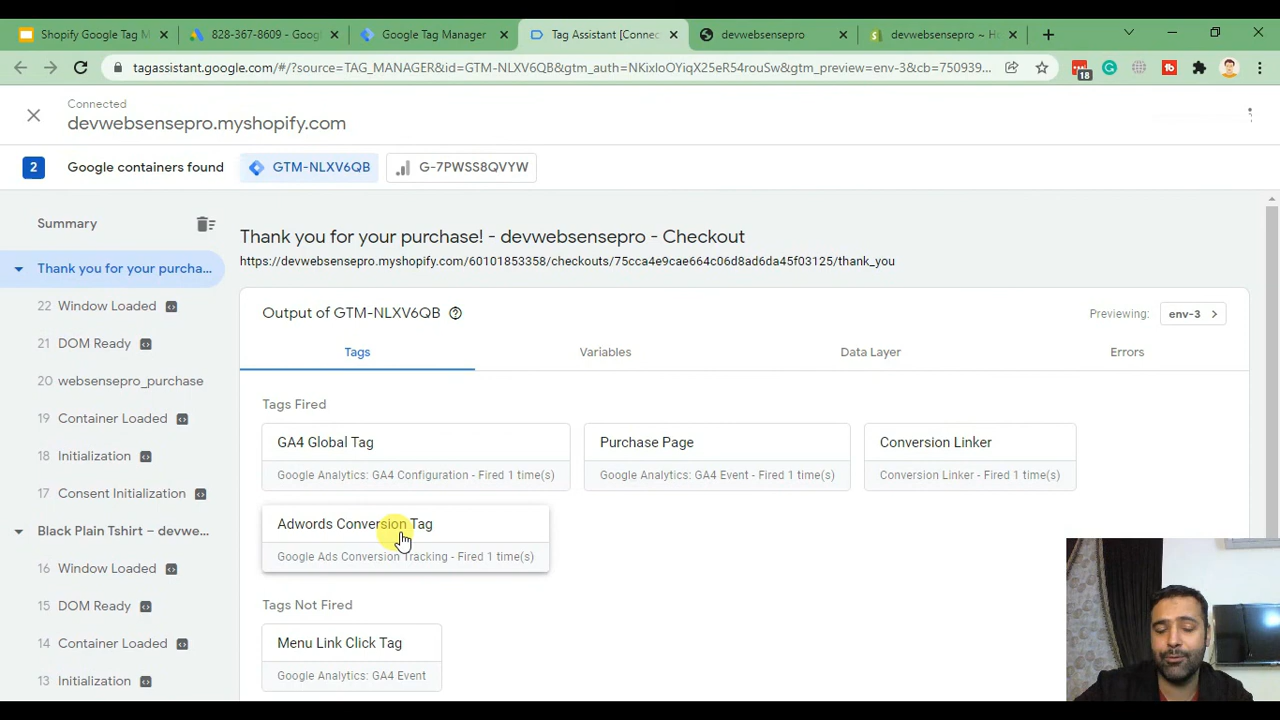 Shopify Google Tag M
828-367-8609 - Google
Google Tag Manager
Tag Assistant [Connec
devwebsensepro
devwebsensepro ~ Ho
tagassistant.google.com/#/?source=TAG_MANAGER&id=GTM-NLXV6QB&gtm_auth=NKixIoOYiqX25eR54rouSw&gtm_preview=env-3&cb=750939...
18
Connected
devwebsensepro.myshopify.com
2
Google containers found
GTM-NLXV6QB
G-7PWSS8QVYW
Summary
Thank you for your purcha...
22 Window Loaded
21 DOM Ready
20 websensepro_purchase
19 Container Loaded
18 Initialization
17 Consent Initialization
Black Plain Tshirt – devwe...
16 Window Loaded
15 DOM Ready
14 Container Loaded
13 Initialization
Thank you for your purchase! - devwebsensepro - Checkout
https://devwebsensepro.myshopify.com/60101853358/checkouts/75cca4e9cae664c06d8ad6da45f03125/thank_you
Output of GTM-NLXV6QB
Previewing:
env-3
Tags
Variables
Data Layer
Errors
Tags Fired
GA4 Global Tag
Google Analytics: GA4 Configuration - Fired 1 time(s)
Purchase Page
Google Analytics: GA4 Event - Fired 1 time(s)
Conversion Linker
Conversion Linker - Fired 1 time(s)
Adwords Conversion Tag
Google Ads Conversion Tracking - Fired 1 time(s)
Tags Not Fired
Menu Link Click Tag
Google Analytics: GA4 Event